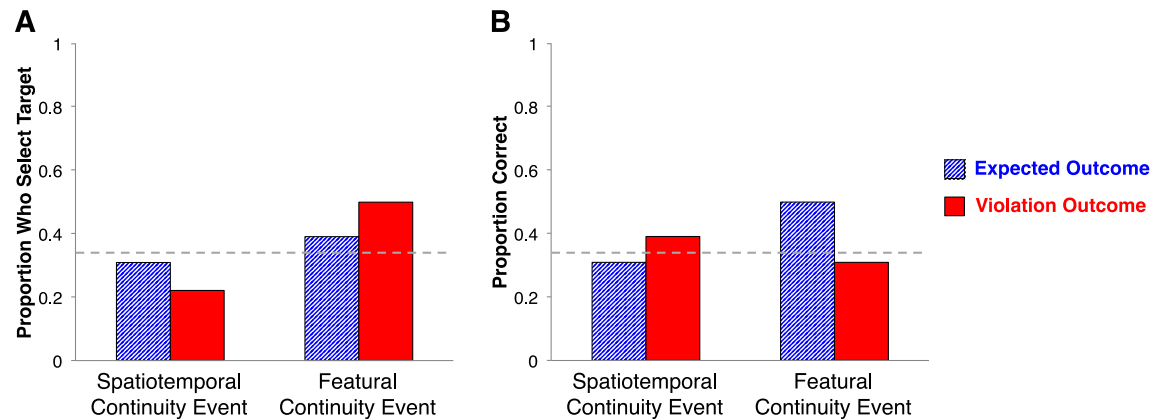 A
Proportion Who Select Target
1
0.8
0.6
0.4
0.2
0
Spatiotemporal
Continuity Event
Featural
Continuity Event
B
Proportion Correct
1
0.8
0.6
0.4
0.2
0
Spatiotemporal
Continuity Event
Featural
Continuity Event
Expected Outcome
Violation Outcome